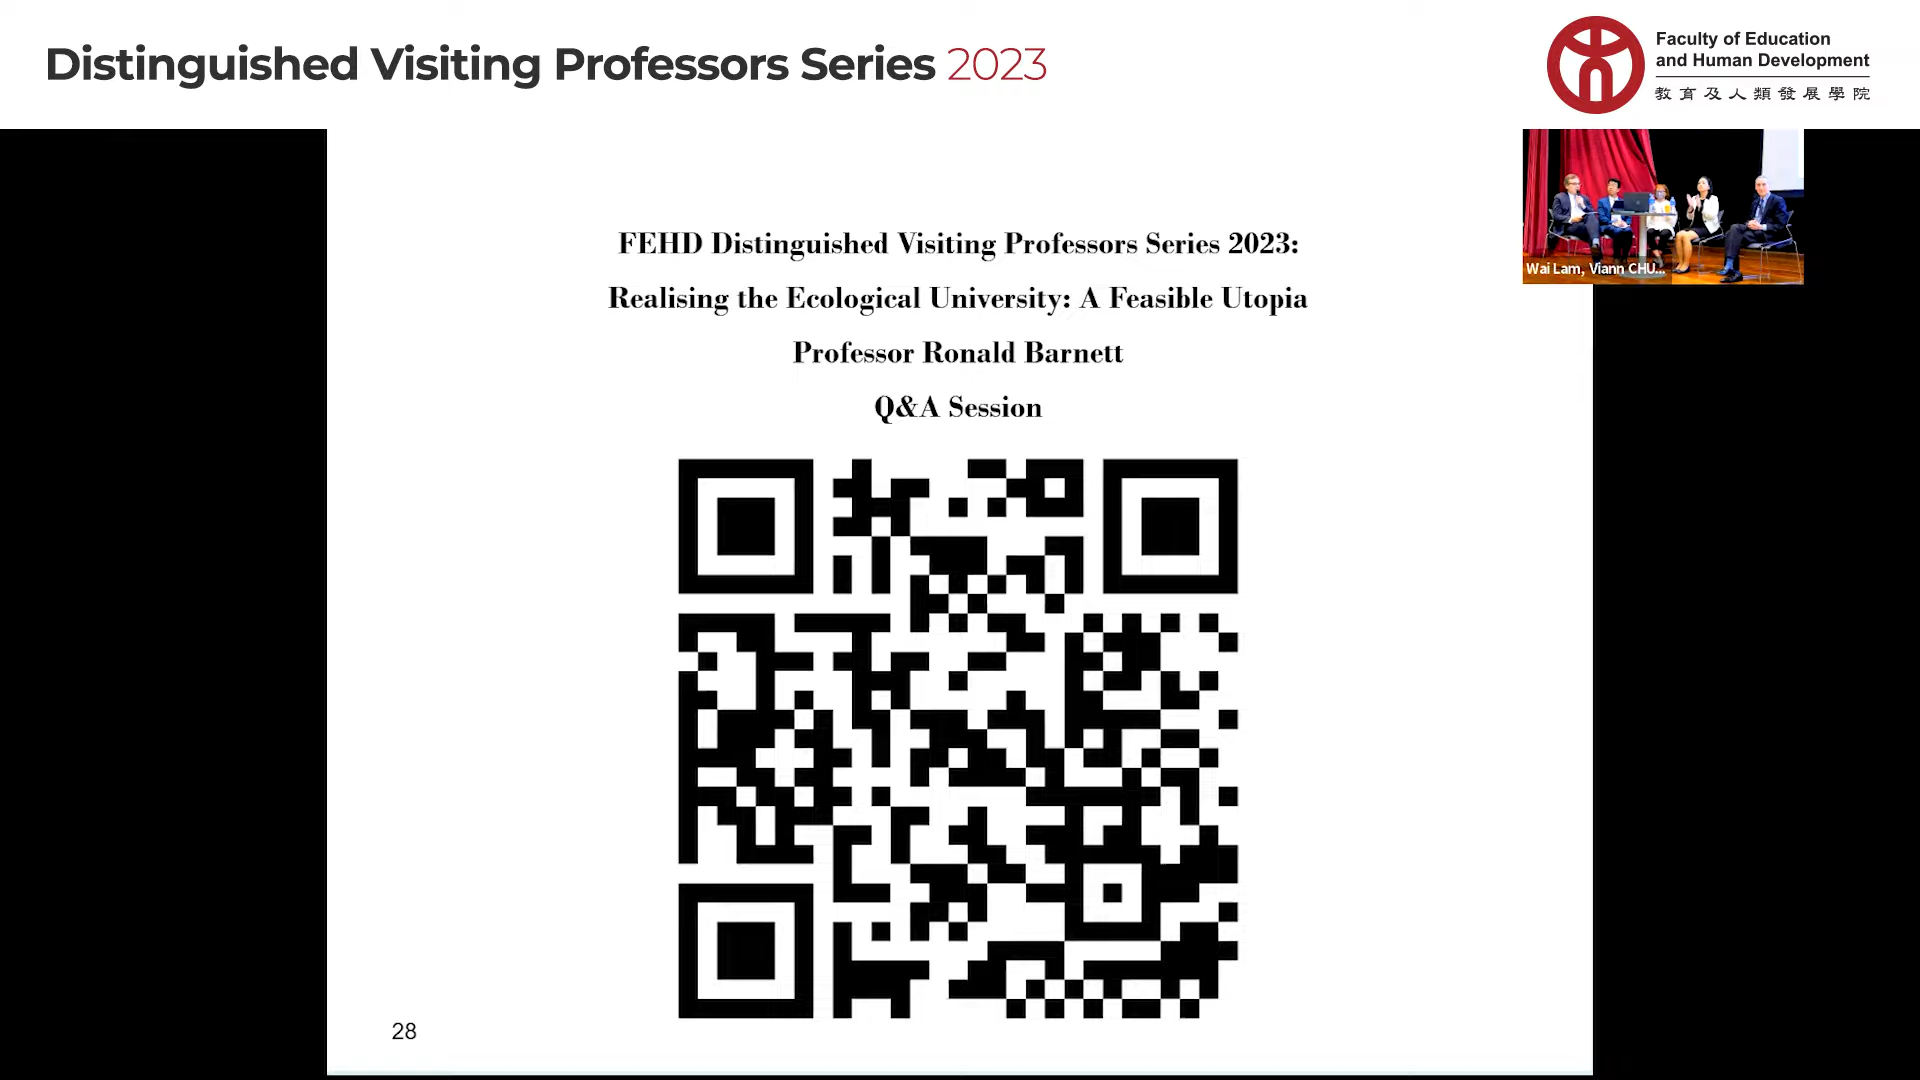 Distinguished Visiting Professors Series 2023
Faculty of Education
and Human Development
教育及人類發展學院
Wai Lam, Viann CHU...
FEHD Distinguished Visiting Professors Series 2023:
Realising the Ecological University: A Feasible Utopia
Professor Ronald Barnett
Q&A Session
28